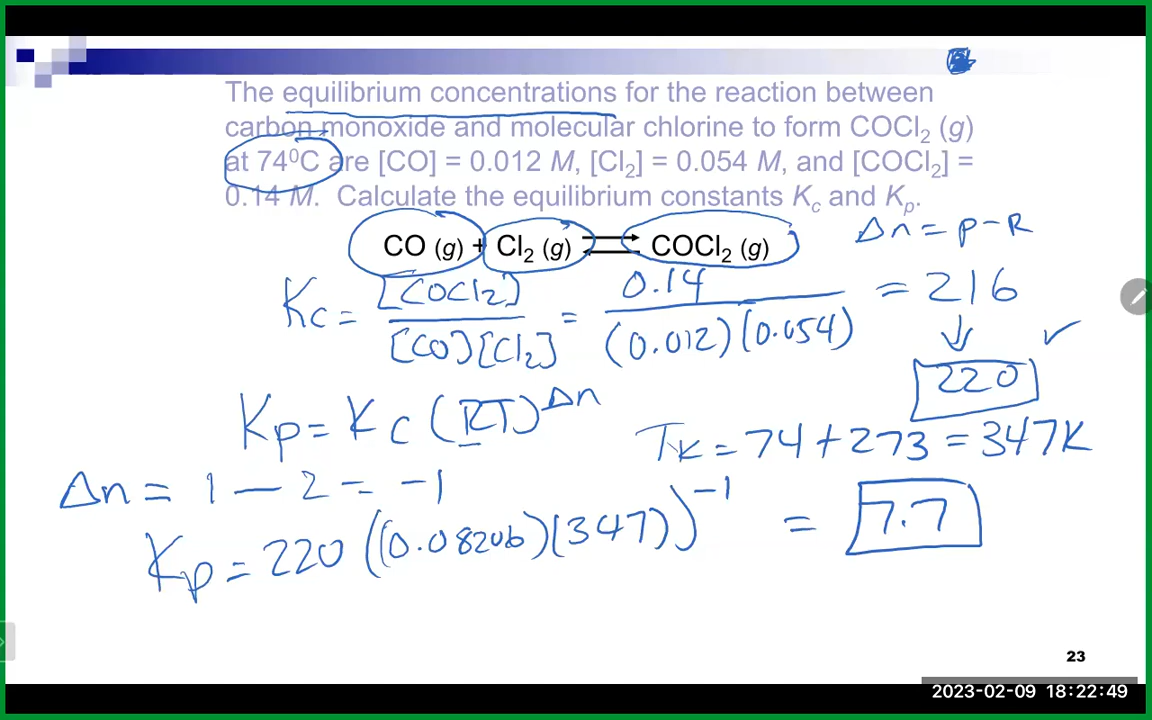 The equilibrium concentrations for the reaction between
carbon monoxide and molecular chlorine to form COCl₂ (g)
at 74⁰C are [CO] = 0.012 M, [Cl₂] = 0.054 M, and [COCl₂] =
0.14 M. Calculate the equilibrium constants Kc and Kp.
Δn = P - R
CO (g) + Cl₂ (g) ⇌ COCl₂ (g)
Kc = [COCl₂] / [CO][Cl₂] = 0.14 / (0.012)(0.054) = 216
↓ ✓
220
Kp = Kc (RT)^Δn
TK = 74 + 273 = 347K
Δn = 1 - 2 = -1
Kp = 220 ((0.08206)(347))⁻¹ = 7.7
23
2023-02-09 18:22:49